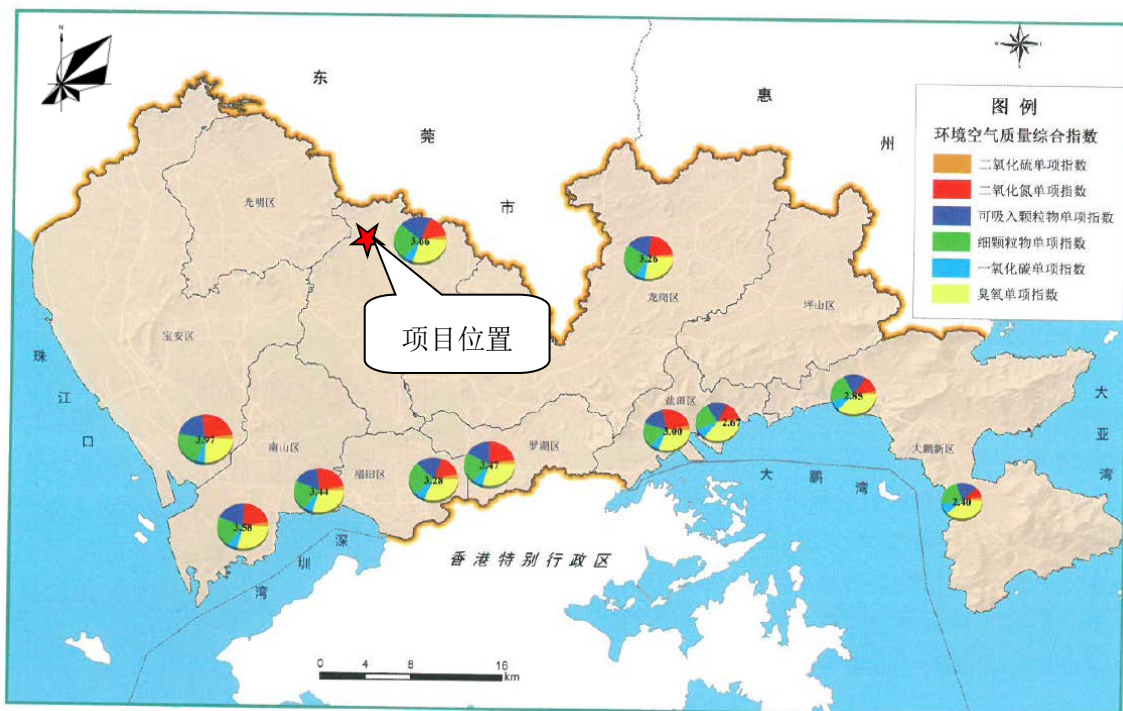 N
东
莞
市
惠
州
图 例
环境空气质量综合指数
二氧化硫单项指数
二氧化氮单项指数
可吸入颗粒物单项指数
细颗粒物单项指数
一氧化碳单项指数
臭氧单项指数
光明区
3.66
3.26
龙岗区
坪山区
项目位置
宝安区
珠
江
口
3.97
南山区
福田区
罗湖区
盐田区
3.00
2.67
2.85
大鹏新区
大
亚
湾
3.44
3.28
3.47
3.58
2.40
大 鹏 湾
深
圳
湾
香港特别行政区
0 4 8 16
km